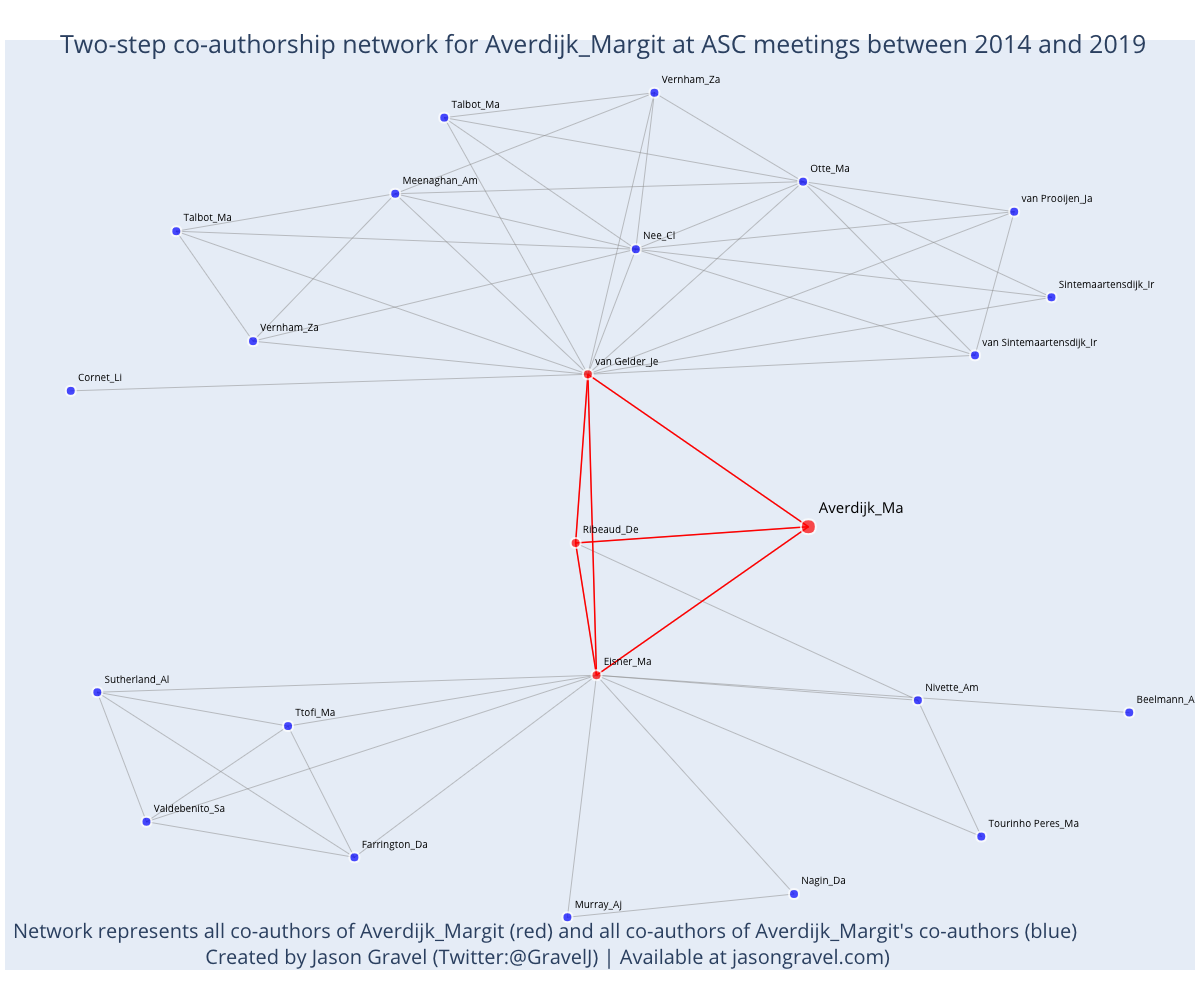 Two-step co-authorship network for Averdijk_Margit at ASC meetings between 2014 and 2019
Vernham_Za
Talbot_Ma
Otte_Ma
Meenaghan_Am
van Prooijen_Ja
Talbot_Ma
Nee_Cl
Sintemaartensdijk_Ir
Vernham_Za
van Sintemaartensdijk_Ir
van Gelder_Je
Cornet_Li
Averdijk_Ma
Ribeaud_De
Eisner_Ma
Sutherland_Al
Nivette_Am
Beelmann_A
Ttofi_Ma
Valdebenito_Sa
Tourinho Peres_Ma
Farrington_Da
Nagin_Da
Murray_Aj
Network represents all co-authors of Averdijk_Margit (red) and all co-authors of Averdijk_Margit's co-authors (blue)
Created by Jason Gravel (Twitter:@GravelJ) | Available at jasongravel.com)